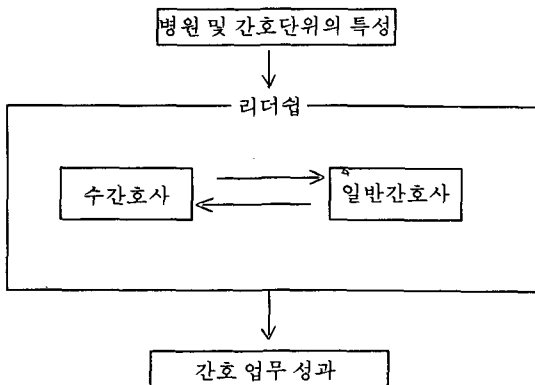 병원 및 간호단위의 특성
리더쉽
수간호사
일반간호사
간호 업무 성과